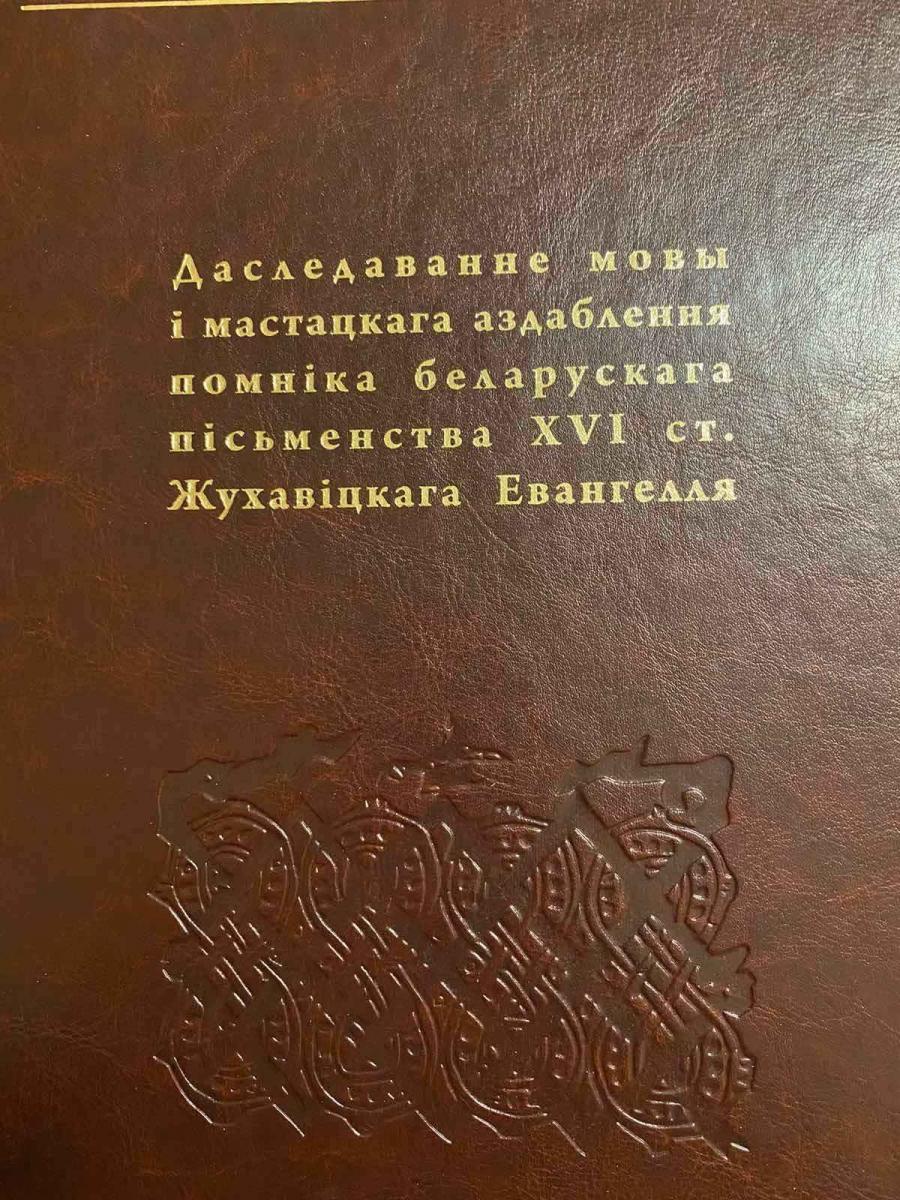 Даследаванне мовы
і мастацкага аздаблення
помніка беларускага
пісьменства XVI ст.
Жухавіцкага Евангелля